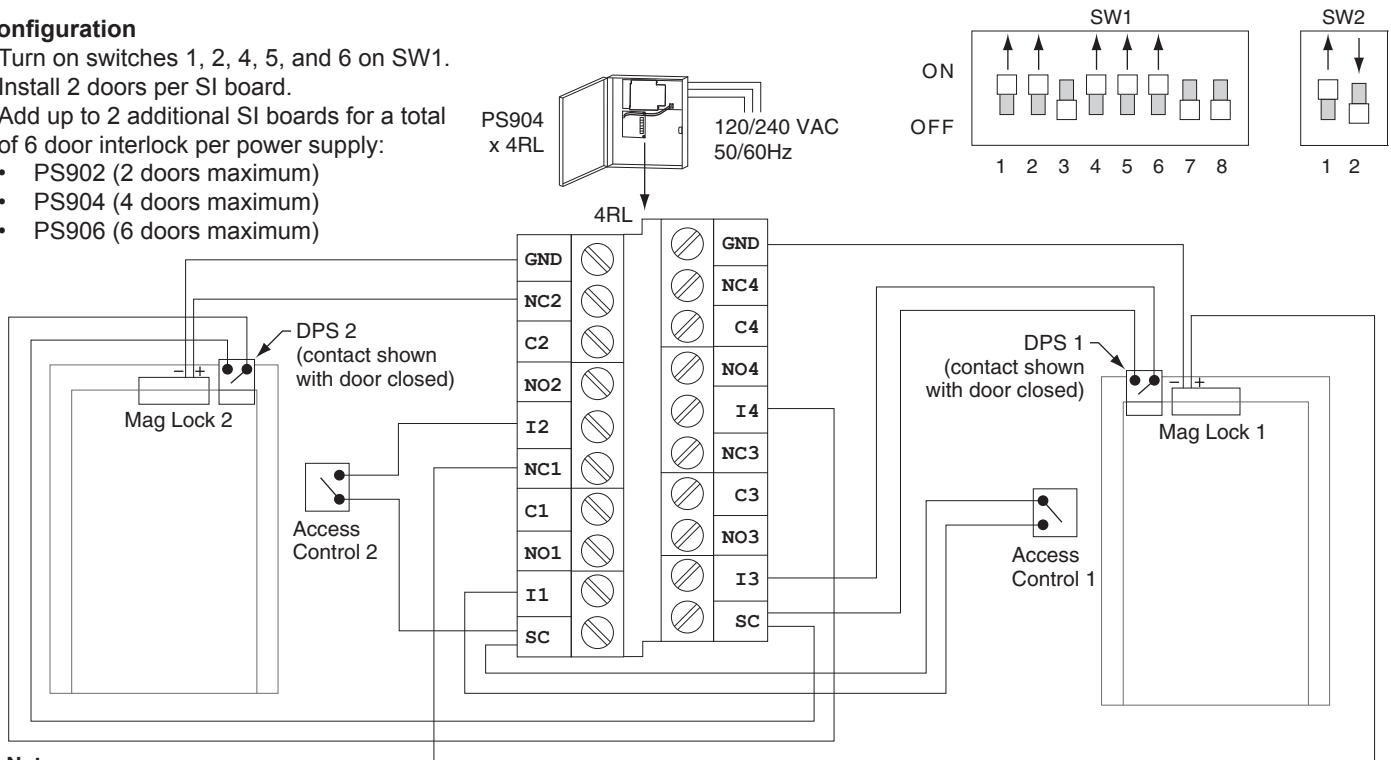 onfiguration
Turn on switches 1, 2, 4, 5, and 6 on SW1.
Install 2 doors per SI board.
Add up to 2 additional SI boards for a total
of 6 door interlock per power supply:
• PS902 (2 doors maximum)
• PS904 (4 doors maximum)
• PS906 (6 doors maximum)
PS904
x 4RL
120/240 VAC
50/60Hz
SW1
ON
OFF
1 2 3 4 5 6 7 8
SW2
1 2
4RL
GND
NC2
C2
NO2
I2
NC1
C1
NO1
I1
SC
GND
NC4
C4
NO4
I4
NC3
C3
NO3
I3
SC
DPS 2
(contact shown
with door closed)
– +
Mag Lock 2
Access
Control 2
DPS 1
(contact shown
with door closed)
– +
Mag Lock 1
Access
Control 1